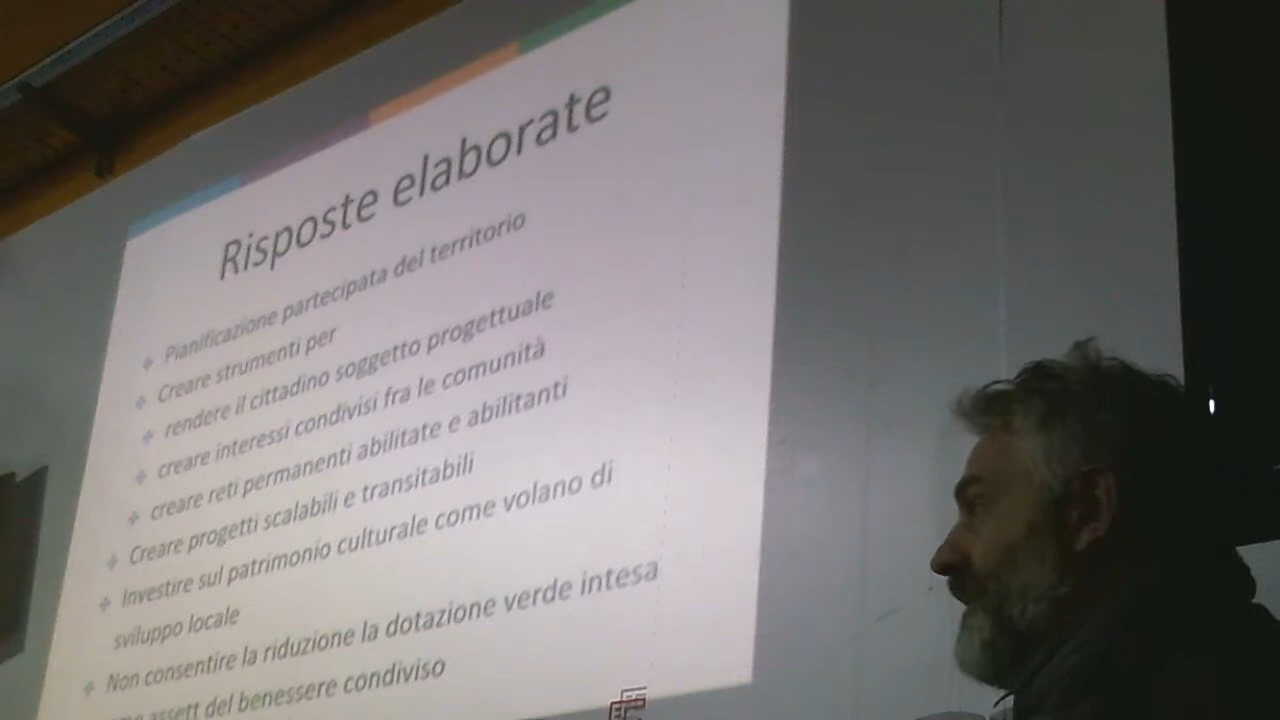 Risposte elaborate
Pianificazione partecipata del territorio
Creare strumenti per
rendere il cittadino soggetto progettuale
creare interessi condivisi fra le comunità
creare reti permanenti abilitate e abilitanti
Creare progetti scalabili e transitabili
Investire sul patrimonio culturale come volano di
sviluppo locale
Non consentire la riduzione la dotazione verde intesa
assett del benessere condiviso